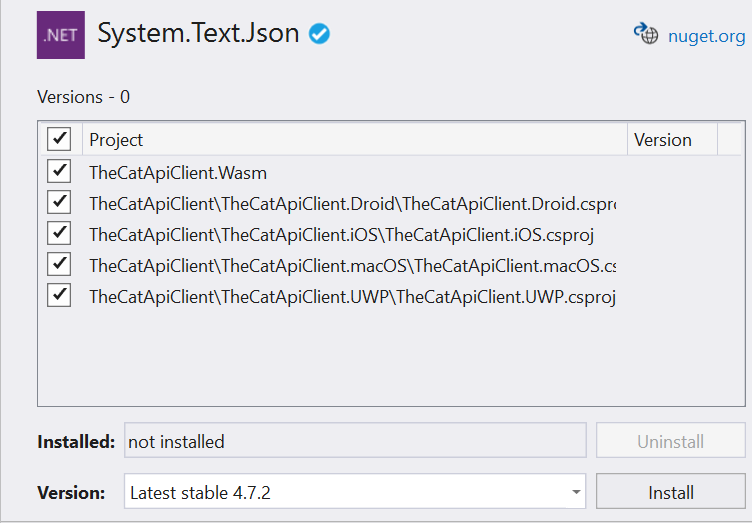 .NET System.Text.Json nuget.org
Versions - 0
Project Version
TheCatApiClient.Wasm
TheCatApiClient\TheCatApiClient.Droid\TheCatApiClient.Droid.cspro
TheCatApiClient\TheCatApiClient.iOS\TheCatApiClient.iOS.csproj
TheCatApiClient\TheCatApiClient.macOS\TheCatApiClient.macOS.cs
TheCatApiClient\TheCatApiClient.UWP\TheCatApiClient.UWP.csproj
Installed: not installed Uninstall
Version: Latest stable 4.7.2 Install